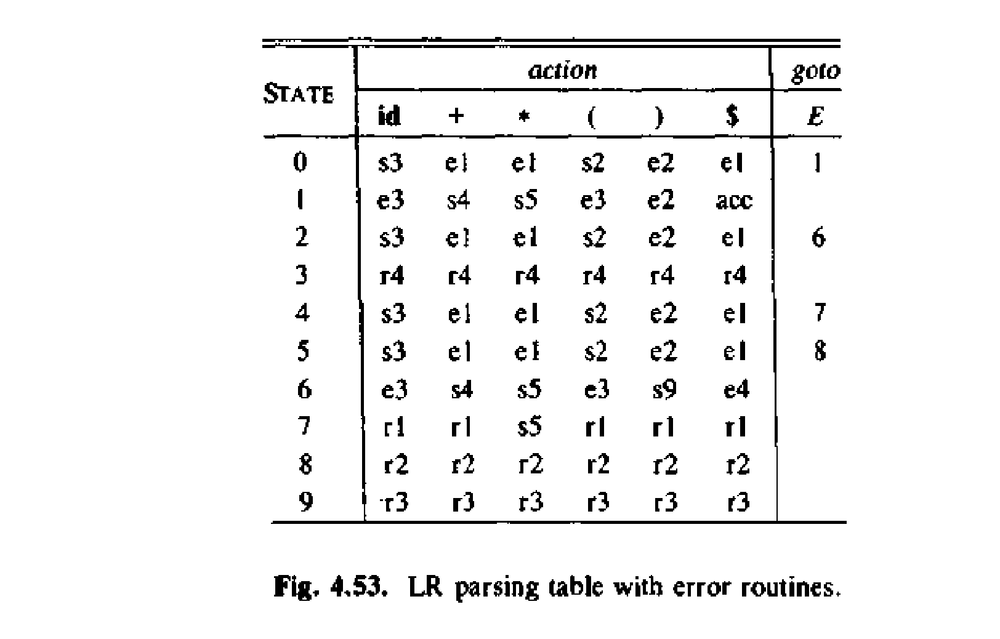 action goto
STATE
id + * ( ) $ E
0 s3 e1 e1 s2 e2 e1 1
1 e3 s4 s5 e3 e2 acc
2 s3 e1 e1 s2 e2 e1 6
3 r4 r4 r4 r4 r4 r4
4 s3 e1 e1 s2 e2 e1 7
5 s3 e1 e1 s2 e2 e1 8
6 e3 s4 s5 e3 s9 e4
7 r1 r1 s5 r1 r1 r1
8 r2 r2 r2 r2 r2 r2
9 r3 r3 r3 r3 r3 r3
Fig. 4.53. LR parsing table with error routines.